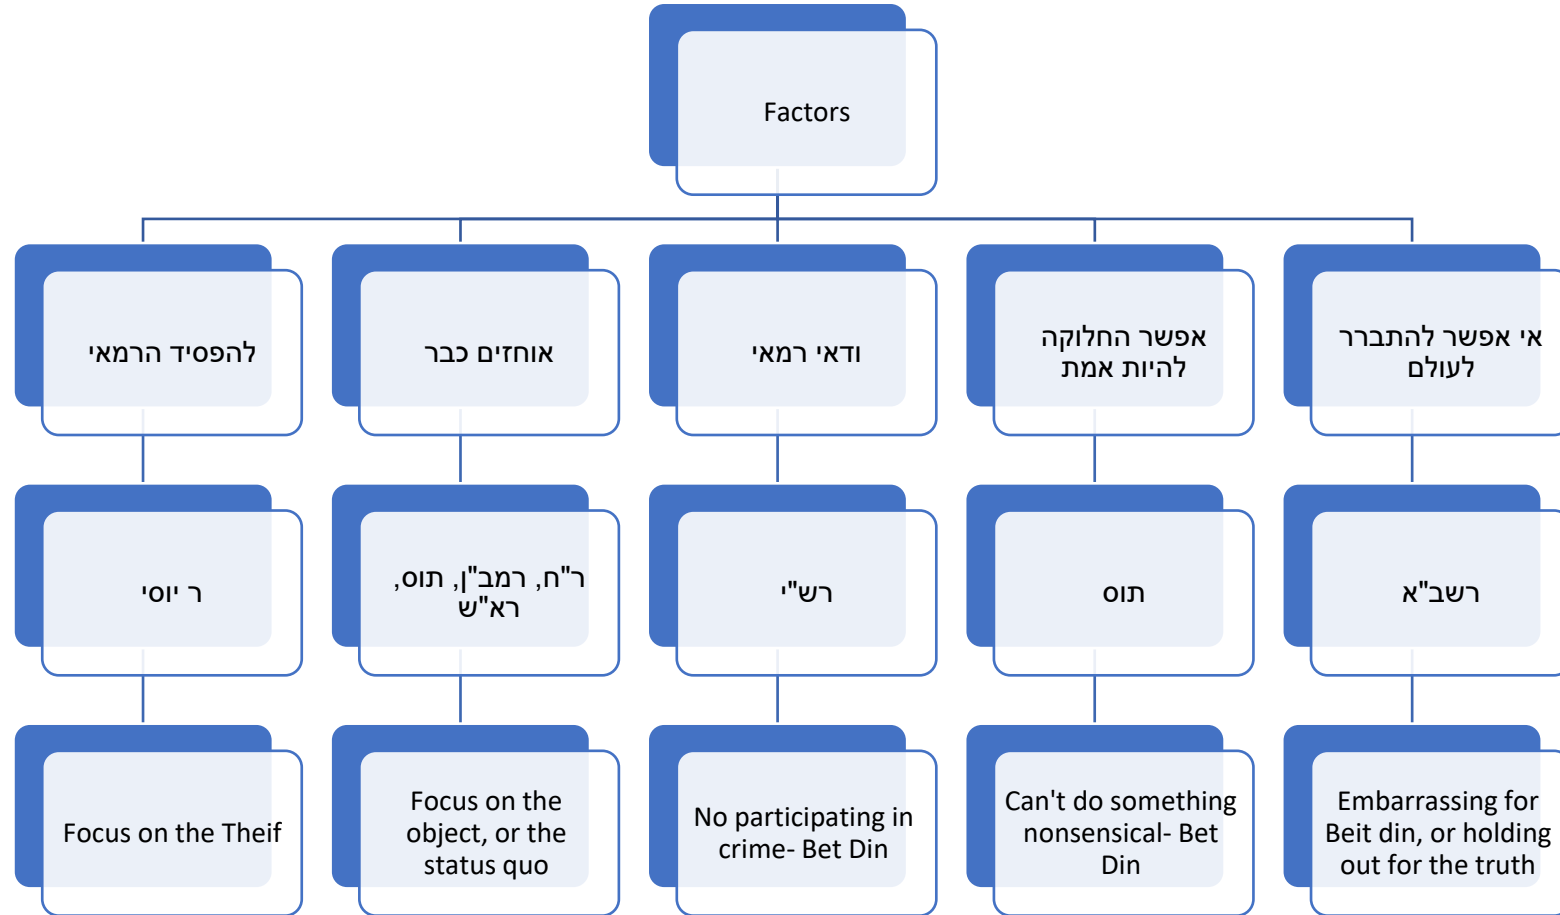 Factors
להפסיד הרמאי
אוחזים כבר
ודאי רמאי
אפשר החלוקה
להיות אמת
אי אפשר להתברר
לעולם
ר יוסי
ר"ח, רמב"ן, תוס,
רא"ש
רש"י
תוס
רשב"א
Focus on the Theif
Focus on the
object, or the
status quo
No participating in
crime- Bet Din
Can't do something
nonsensical- Bet
Din
Embarrassing for
Beit din, or holding
out for the truth